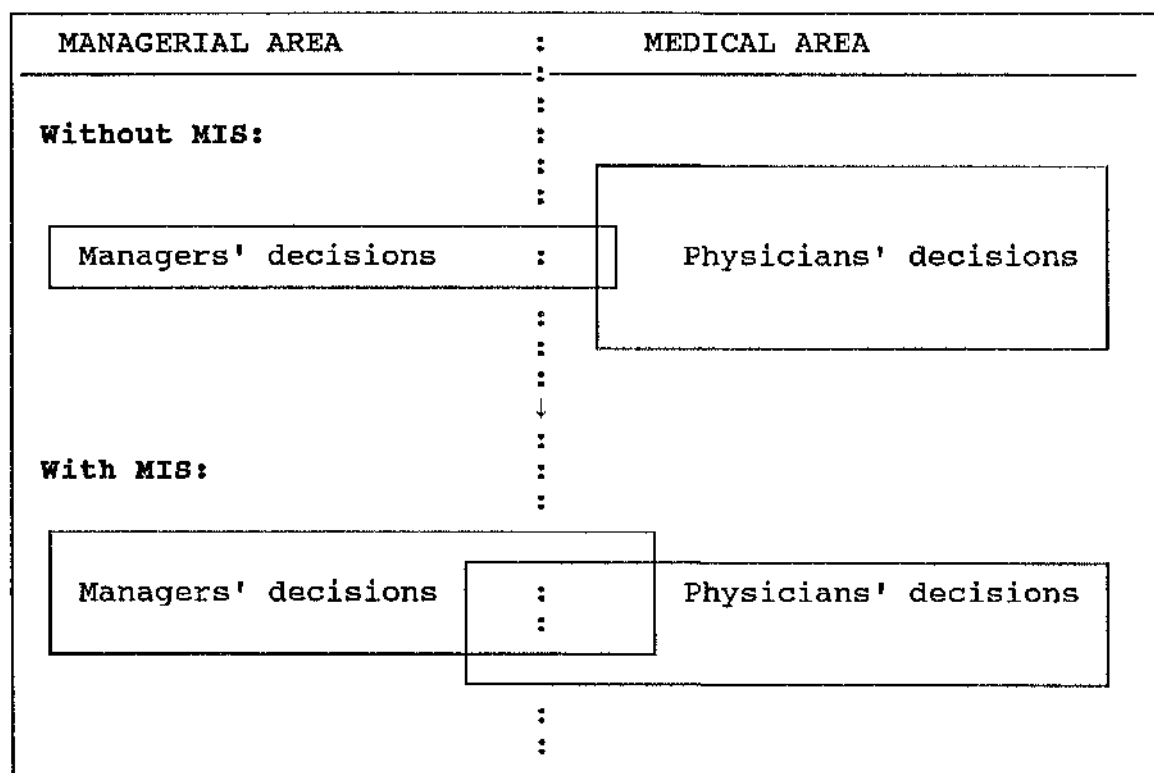 MANAGERIAL AREA : MEDICAL AREA
:
:
Without MIS: :
:
:
Managers' decisions : Physicians' decisions
:
:
:
↓
:
With MIS: :
:
Managers' decisions : Physicians' decisions
:
:
: